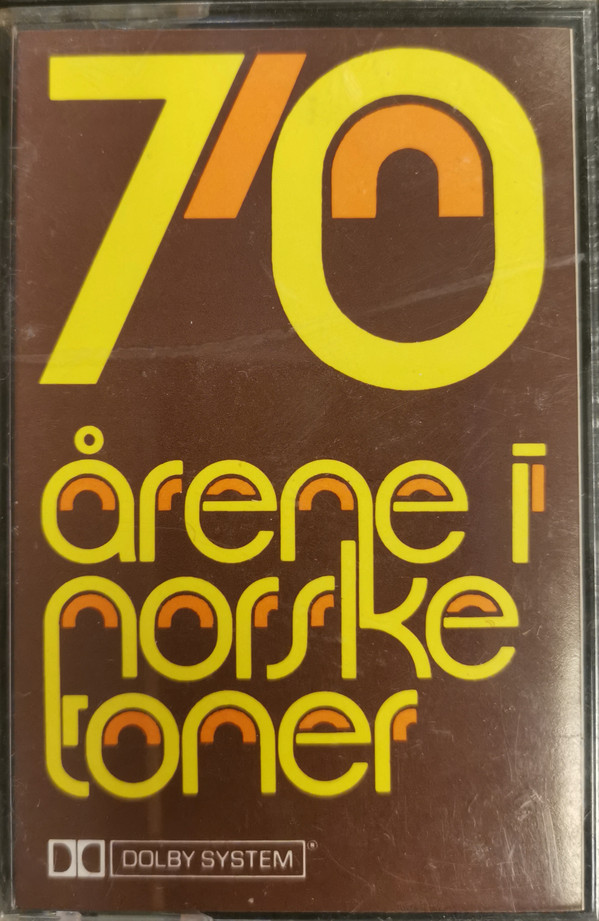 70
årene i
norske
toner
DOLBY SYSTEM